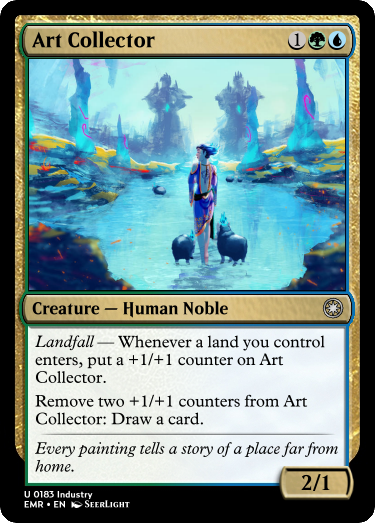 Art Collector 1
Creature — Human Noble
Landfall — Whenever a land you control
enters, put a +1/+1 counter on Art
Collector.
Remove two +1/+1 counters from Art
Collector: Draw a card.
Every painting tells a story of a place far from
home.
2/1
U 0183 Industry
EMR • EN SeerLight